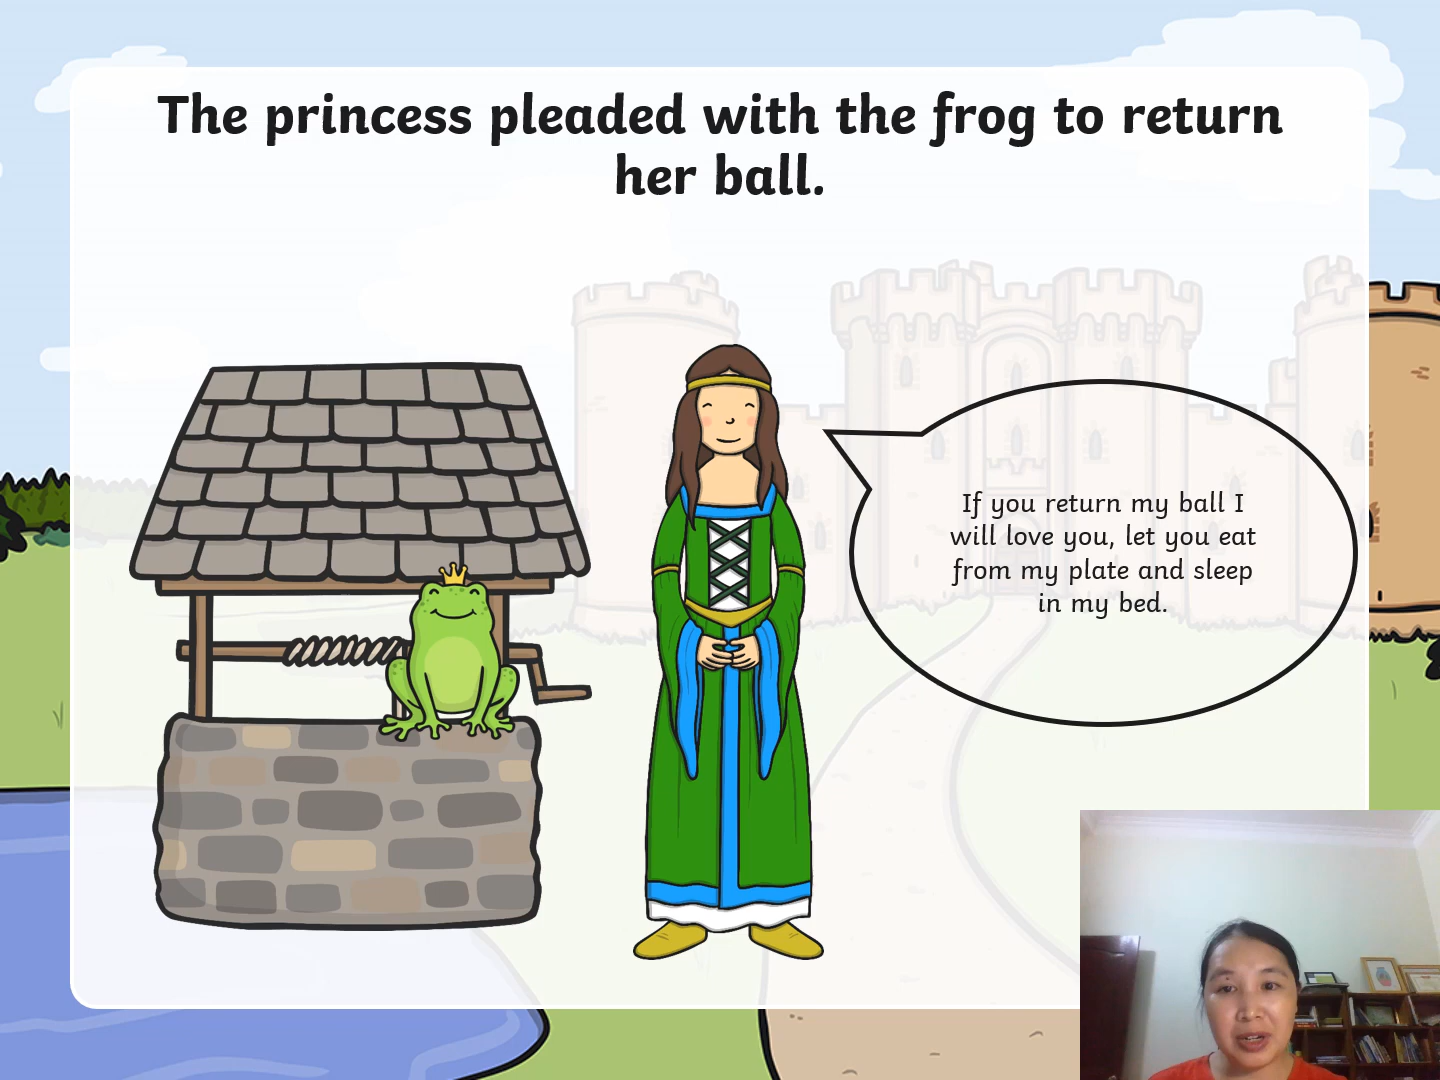 The princess pleaded with the frog to return
her ball.
If you return my ball I
will love you, let you eat
from my plate and sleep
in my bed.